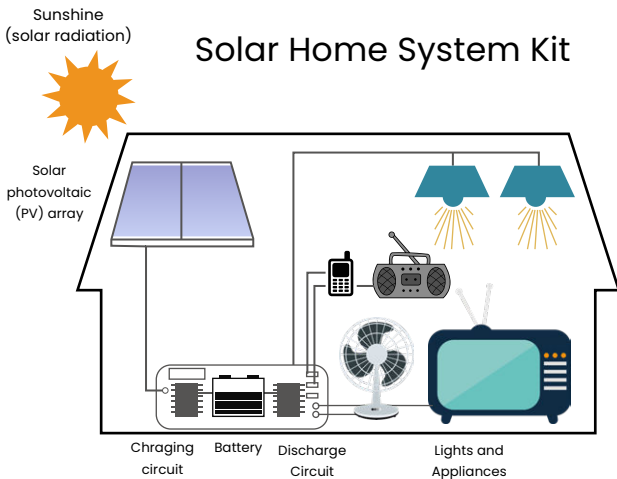 Sunshine
(solar radiation)
Solar Home System Kit
Solar
photovoltaic
(PV) array
Chraging
circuit
Battery
Discharge
Circuit
Lights and
Appliances